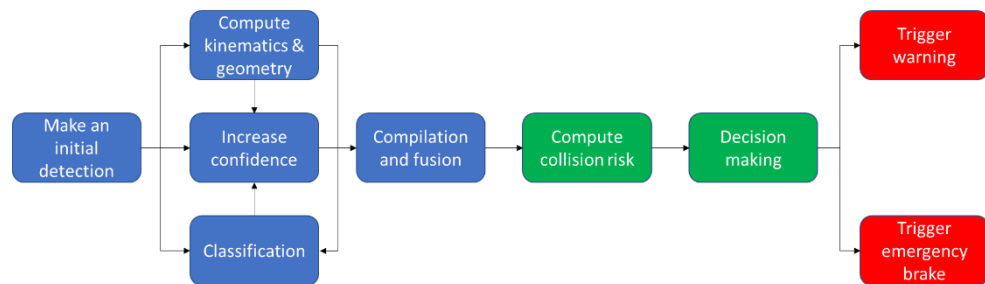 Make an
initial
detection
Compute
kinematics &
geometry
Increase
confidence
Classification
Compilation
and fusion
Compute
collision risk
Decision
making
Trigger
warning
Trigger
emergency
brake